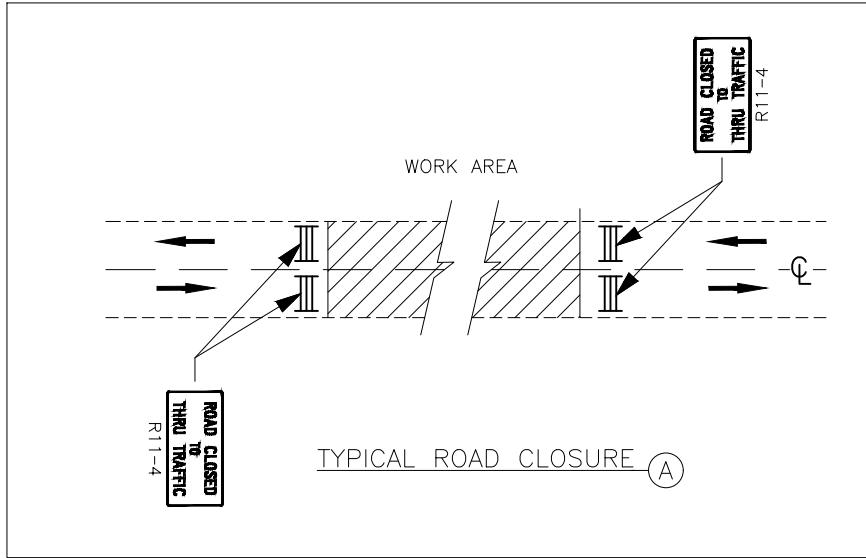 ROAD CLOSED
TO
THRU TRAFFIC
R11-4
WORK AREA
℄
ROAD CLOSED
TO
THRU TRAFFIC
R11-4
TYPICAL ROAD CLOSURE A